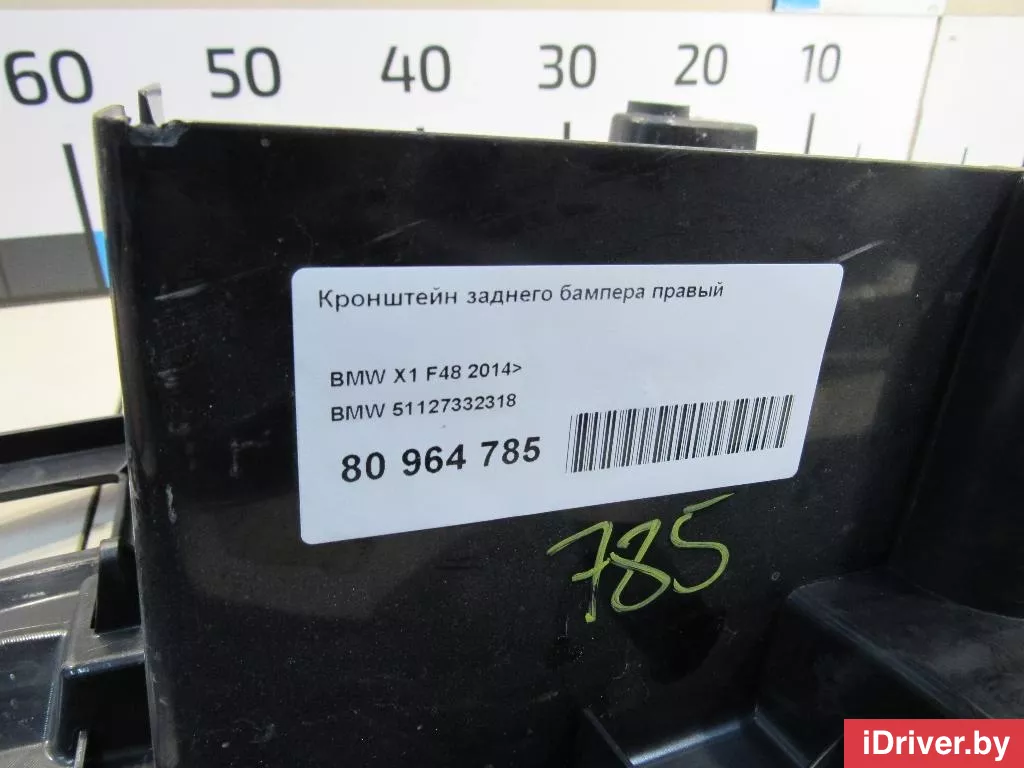 60 50 40 30 20 10
Кронштейн заднего бампера правый
BMW X1 F48 2014>
BMW 51127332318
80 964 785
785
iDriver.by